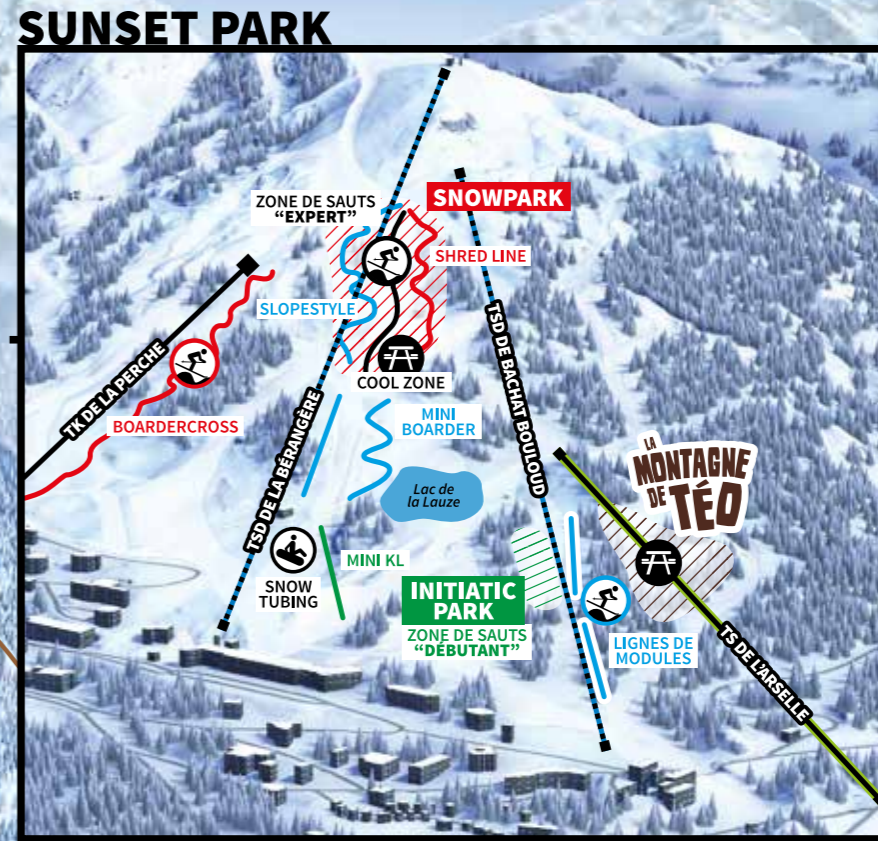 SUNSET PARK
ZONE DE SAUTS
“EXPERT”
SNOWPARK
SHRED LINE
SLOPESTYLE
TK DE LA PERCHE
BOARDERCROSS
COOL ZONE
TSD DE LA BÉRANGÈRE
MINI
BOARDER
TSD DE BACHAT BOULOUD
Lac de
la Lauze
LA
MONTAGNE
DE TÉO
SNOW
TUBING
MINI KL
INITIATIC
PARK
ZONE DE SAUTS
“DÉBUTANT”
LIGNES DE
MODULES
TS DE L'ARSELLE